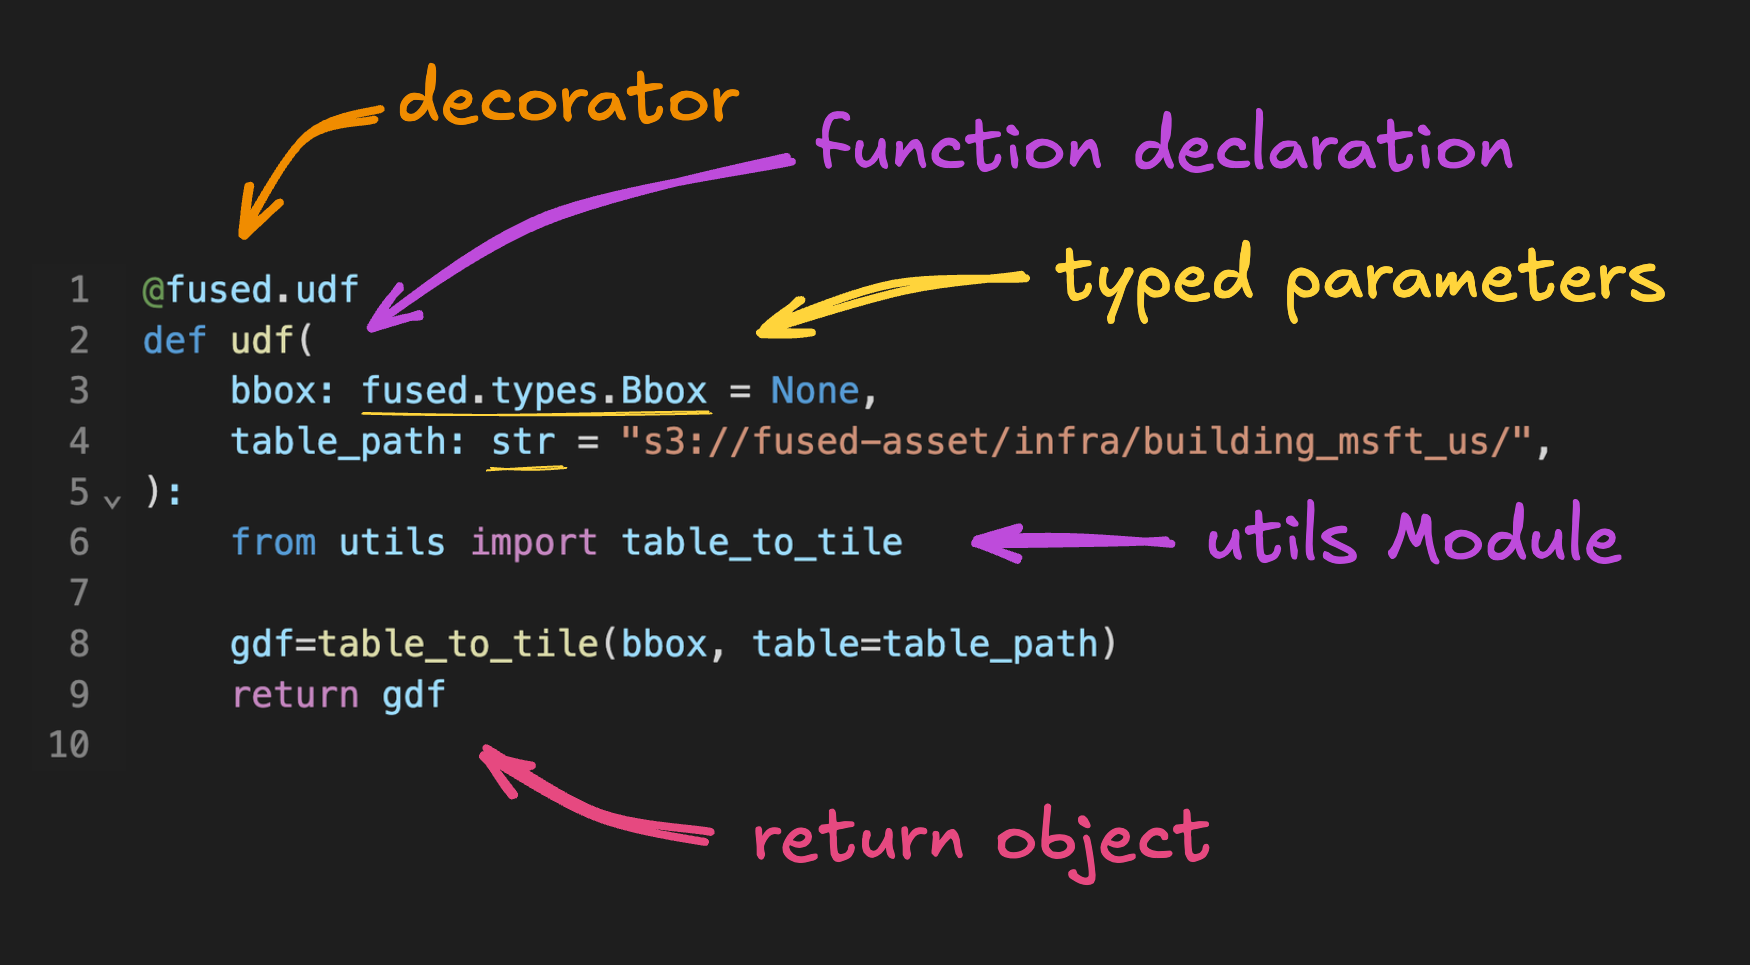 decorator
function declaration
typed parameters
1 @fused.udf
2 def udf(
3     bbox: fused.types.Bbox = None,
4     table_path: str = "s3://fused-asset/infra/building_msft_us/",
5 ):
6     from utils import table_to_tile
utils Module
7
8     gdf=table_to_tile(bbox, table=table_path)
9     return gdf
10
return object